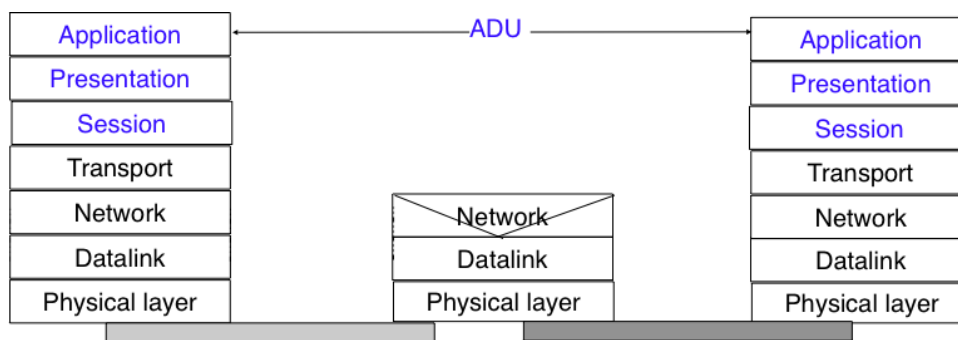 Application
Presentation
Session
Transport
Network
Datalink
Physical layer
ADU
Network
Datalink
Physical layer
Application
Presentation
Session
Transport
Network
Datalink
Physical layer